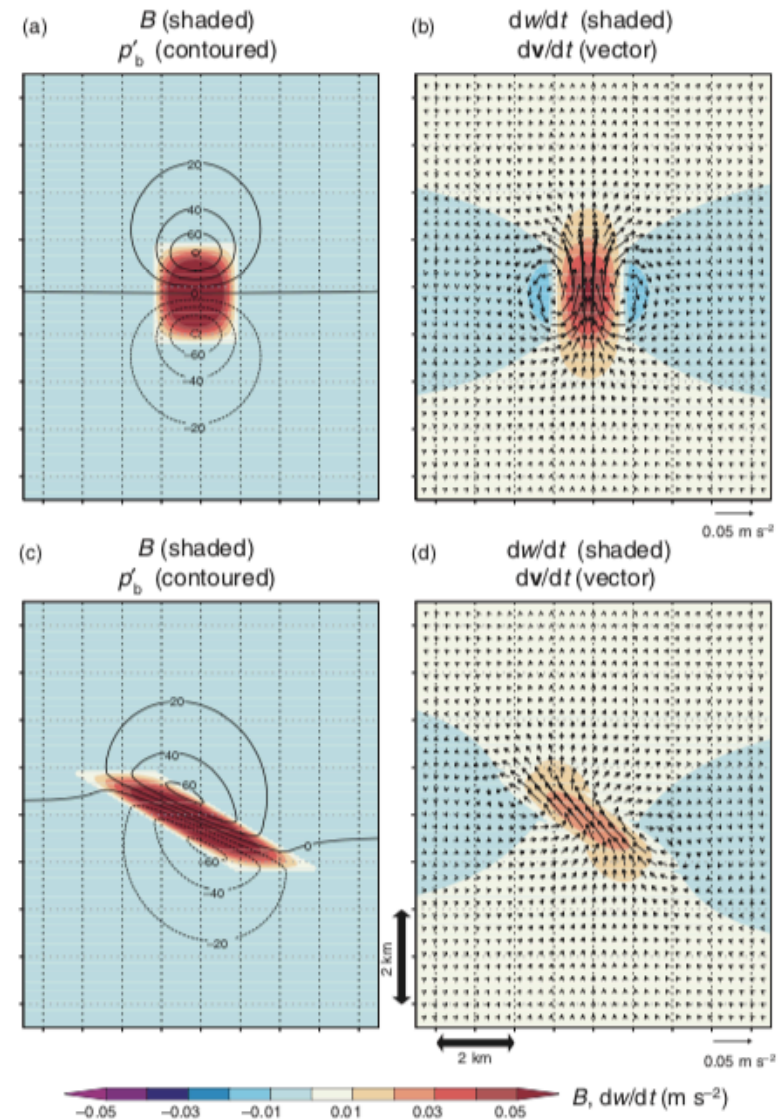 (a)
B (shaded)
p′b (contoured)
20
40
60
0
−60
−40
−20
(b)
dw/dt (shaded)
dv/dt (vector)
0.05 m s−2
(c)
B (shaded)
p′b (contoured)
20
40
60
0
−60
−40
−20
(d)
dw/dt (shaded)
dv/dt (vector)
2 km
2 km
0.05 m s−2
−0.05 −0.03 −0.01 0.01 0.03 0.05
B, dw/dt (m s−2)